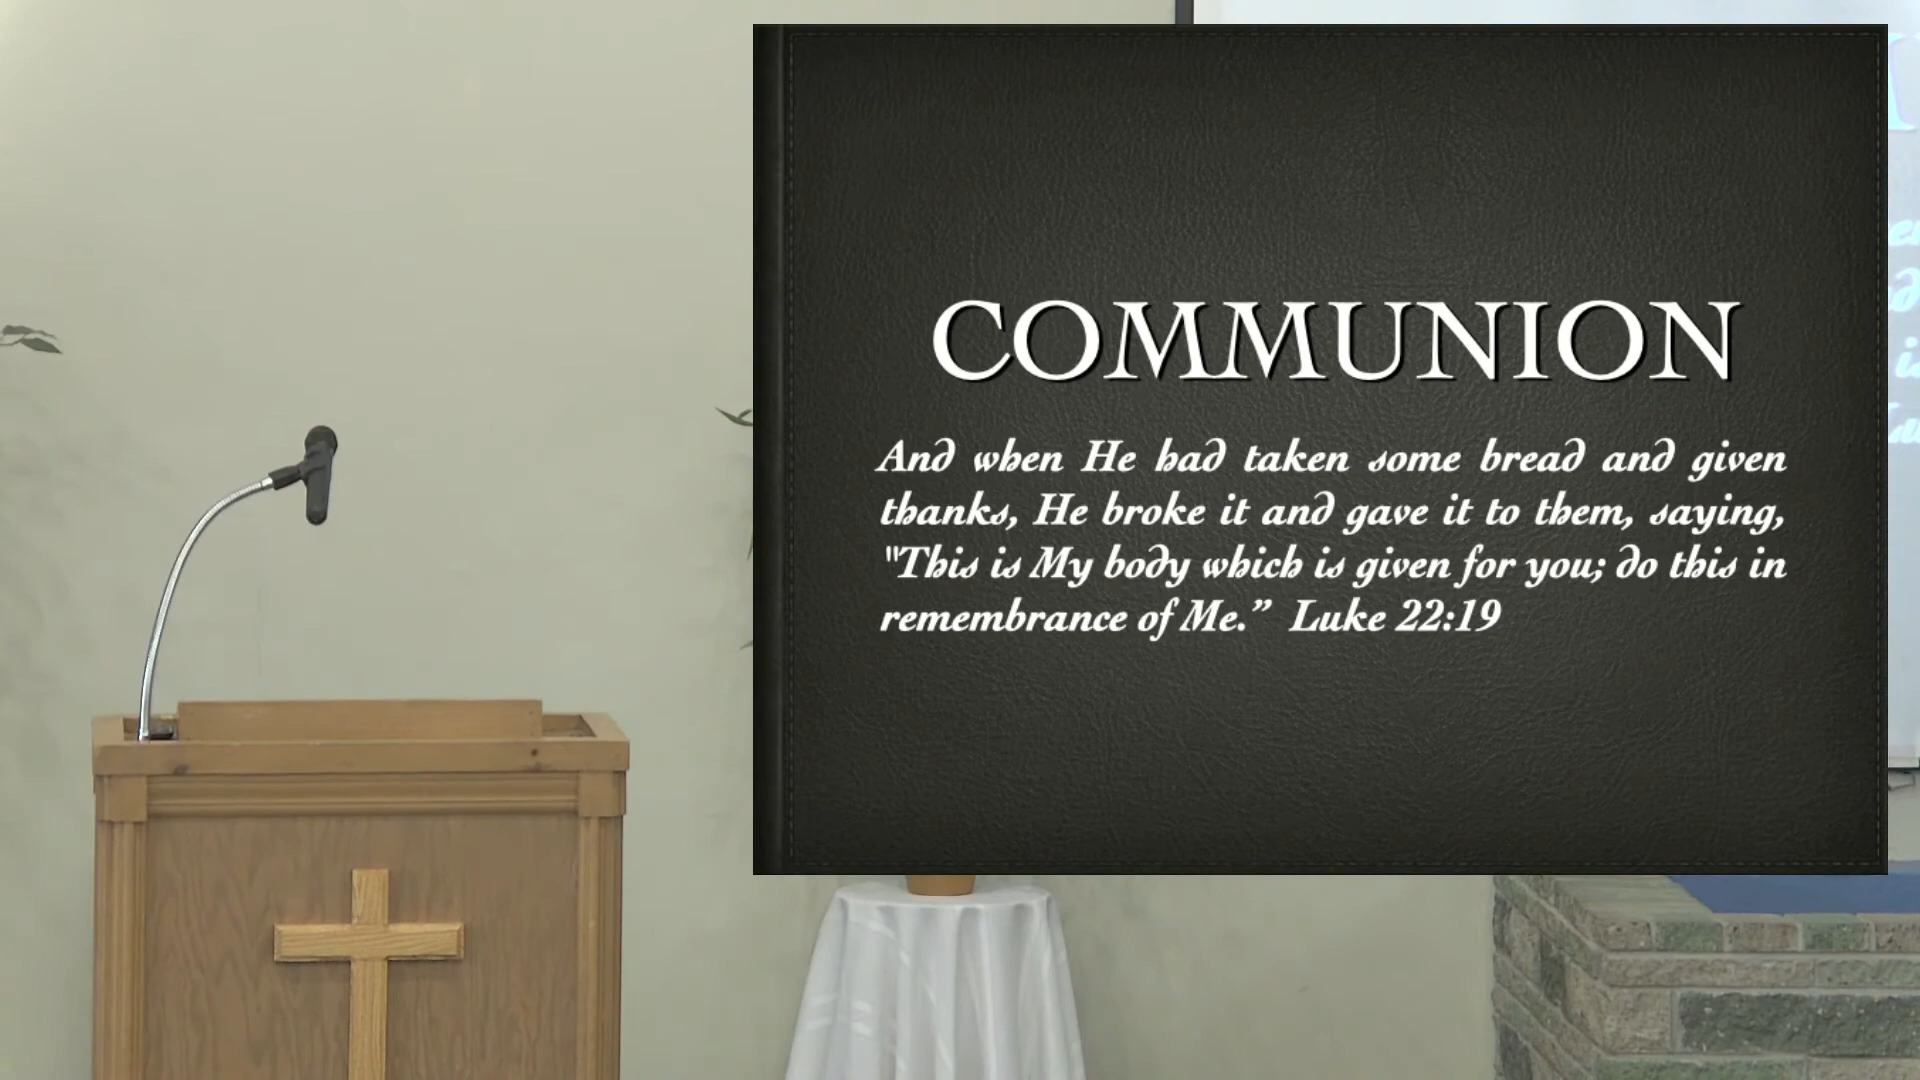 COMMUNION
And when He had taken some bread and given
thanks, He broke it and gave it to them, saying,
"This is My body which is given for you; do this in
remembrance of Me.” Luke 22:19